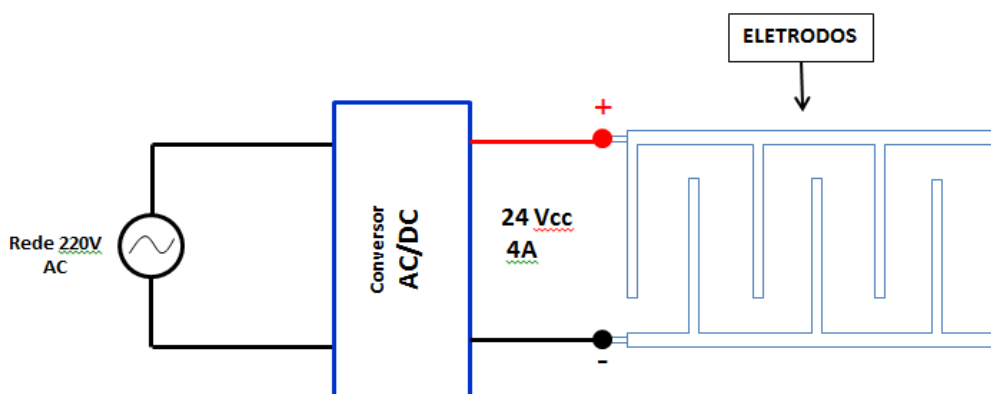 ELETRODOS
+
Rede 220V
AC
Conversor
AC/DC
24 Vcc
4A
-